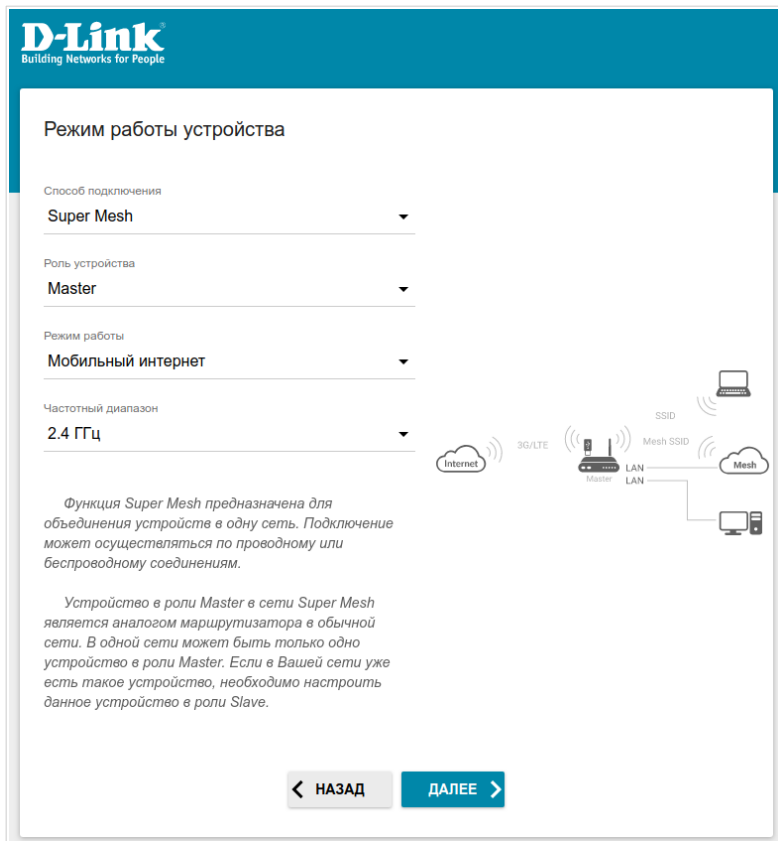 D-Link®
Building Networks for People
Режим работы устройства
Способ подключения
Super Mesh
Роль устройства
Master
Режим работы
Мобильный интернет
Частотный диапазон
2.4 ГГц
SSID
3G/LTE
Mesh SSID
Internet
Mesh
LAN
Master
LAN
Функция Super Mesh предназначена для
объединения устройств в одну сеть. Подключение
может осуществляться по проводному или
беспроводному соединениям.
Устройство в роли Master в сети Super Mesh
является аналогом маршрутизатора в обычной
сети. В одной сети может быть только одно
устройство в роли Master. Если в Вашей сети уже
есть такое устройство, необходимо настроить
данное устройство в роли Slave.
НАЗАД
ДАЛЕЕ